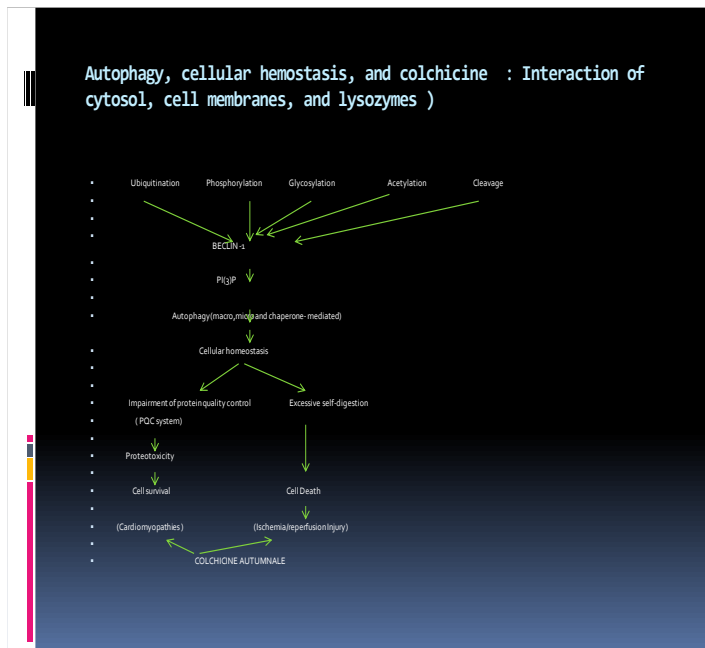 Autophagy, cellular hemostasis, and colchicine : Interaction of
cytosol, cell membranes, and lysozymes )
Ubiquitination Phosphorylation Glycosylation Acetylation Cleavage
BECLIN -1
PI(3)P
Autophagy (macro,micro and chaperone- mediated)
Cellular homeostasis
Impairment of protein quality control Excessive self-digestion
( PQC system)
Proteotoxicity
Cell survival Cell Death
(Cardiomyopathies ) (Ischemia/reperfusion Injury)
COLCHICINE AUTUMNALE